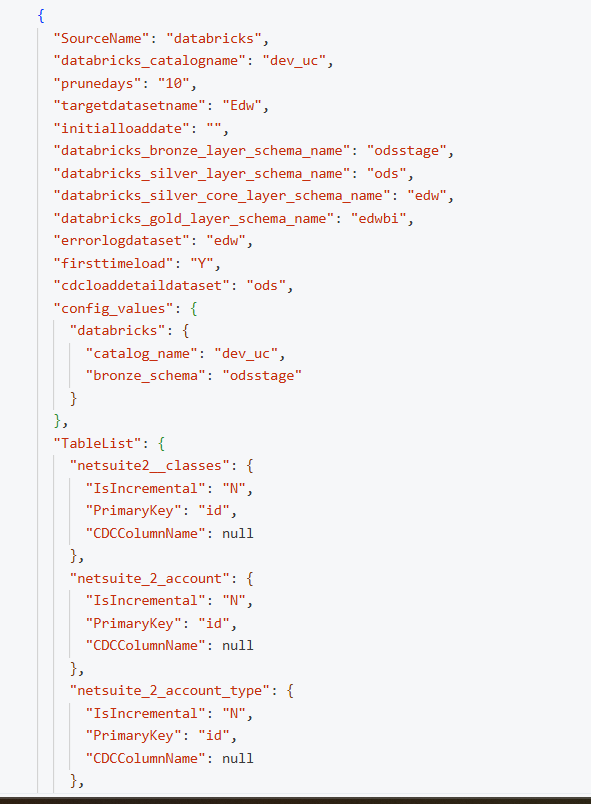 {
"SourceName": "databricks",
"databricks_catalogname": "dev_uc",
"prunedays": "10",
"targetdatasetname": "Edw",
"initialloaddate": "",
"databricks_bronze_layer_schema_name": "odsstage",
"databricks_silver_layer_schema_name": "ods",
"databricks_silver_core_layer_schema_name": "edw",
"databricks_gold_layer_schema_name": "edwbi",
"errorlogdataset": "edw",
"firsttimeload": "Y",
"cdcloaddetaildataset": "ods",
"config_values": {
"databricks": {
"catalog_name": "dev_uc",
"bronze_schema": "odsstage"
}
},
"TableList": {
"netsuite2__classes": {
"IsIncremental": "N",
"PrimaryKey": "id",
"CDCColumnName": null
},
"netsuite_2_account": {
"IsIncremental": "N",
"PrimaryKey": "id",
"CDCColumnName": null
},
"netsuite_2_account_type": {
"IsIncremental": "N",
"PrimaryKey": "id",
"CDCColumnName": null
},